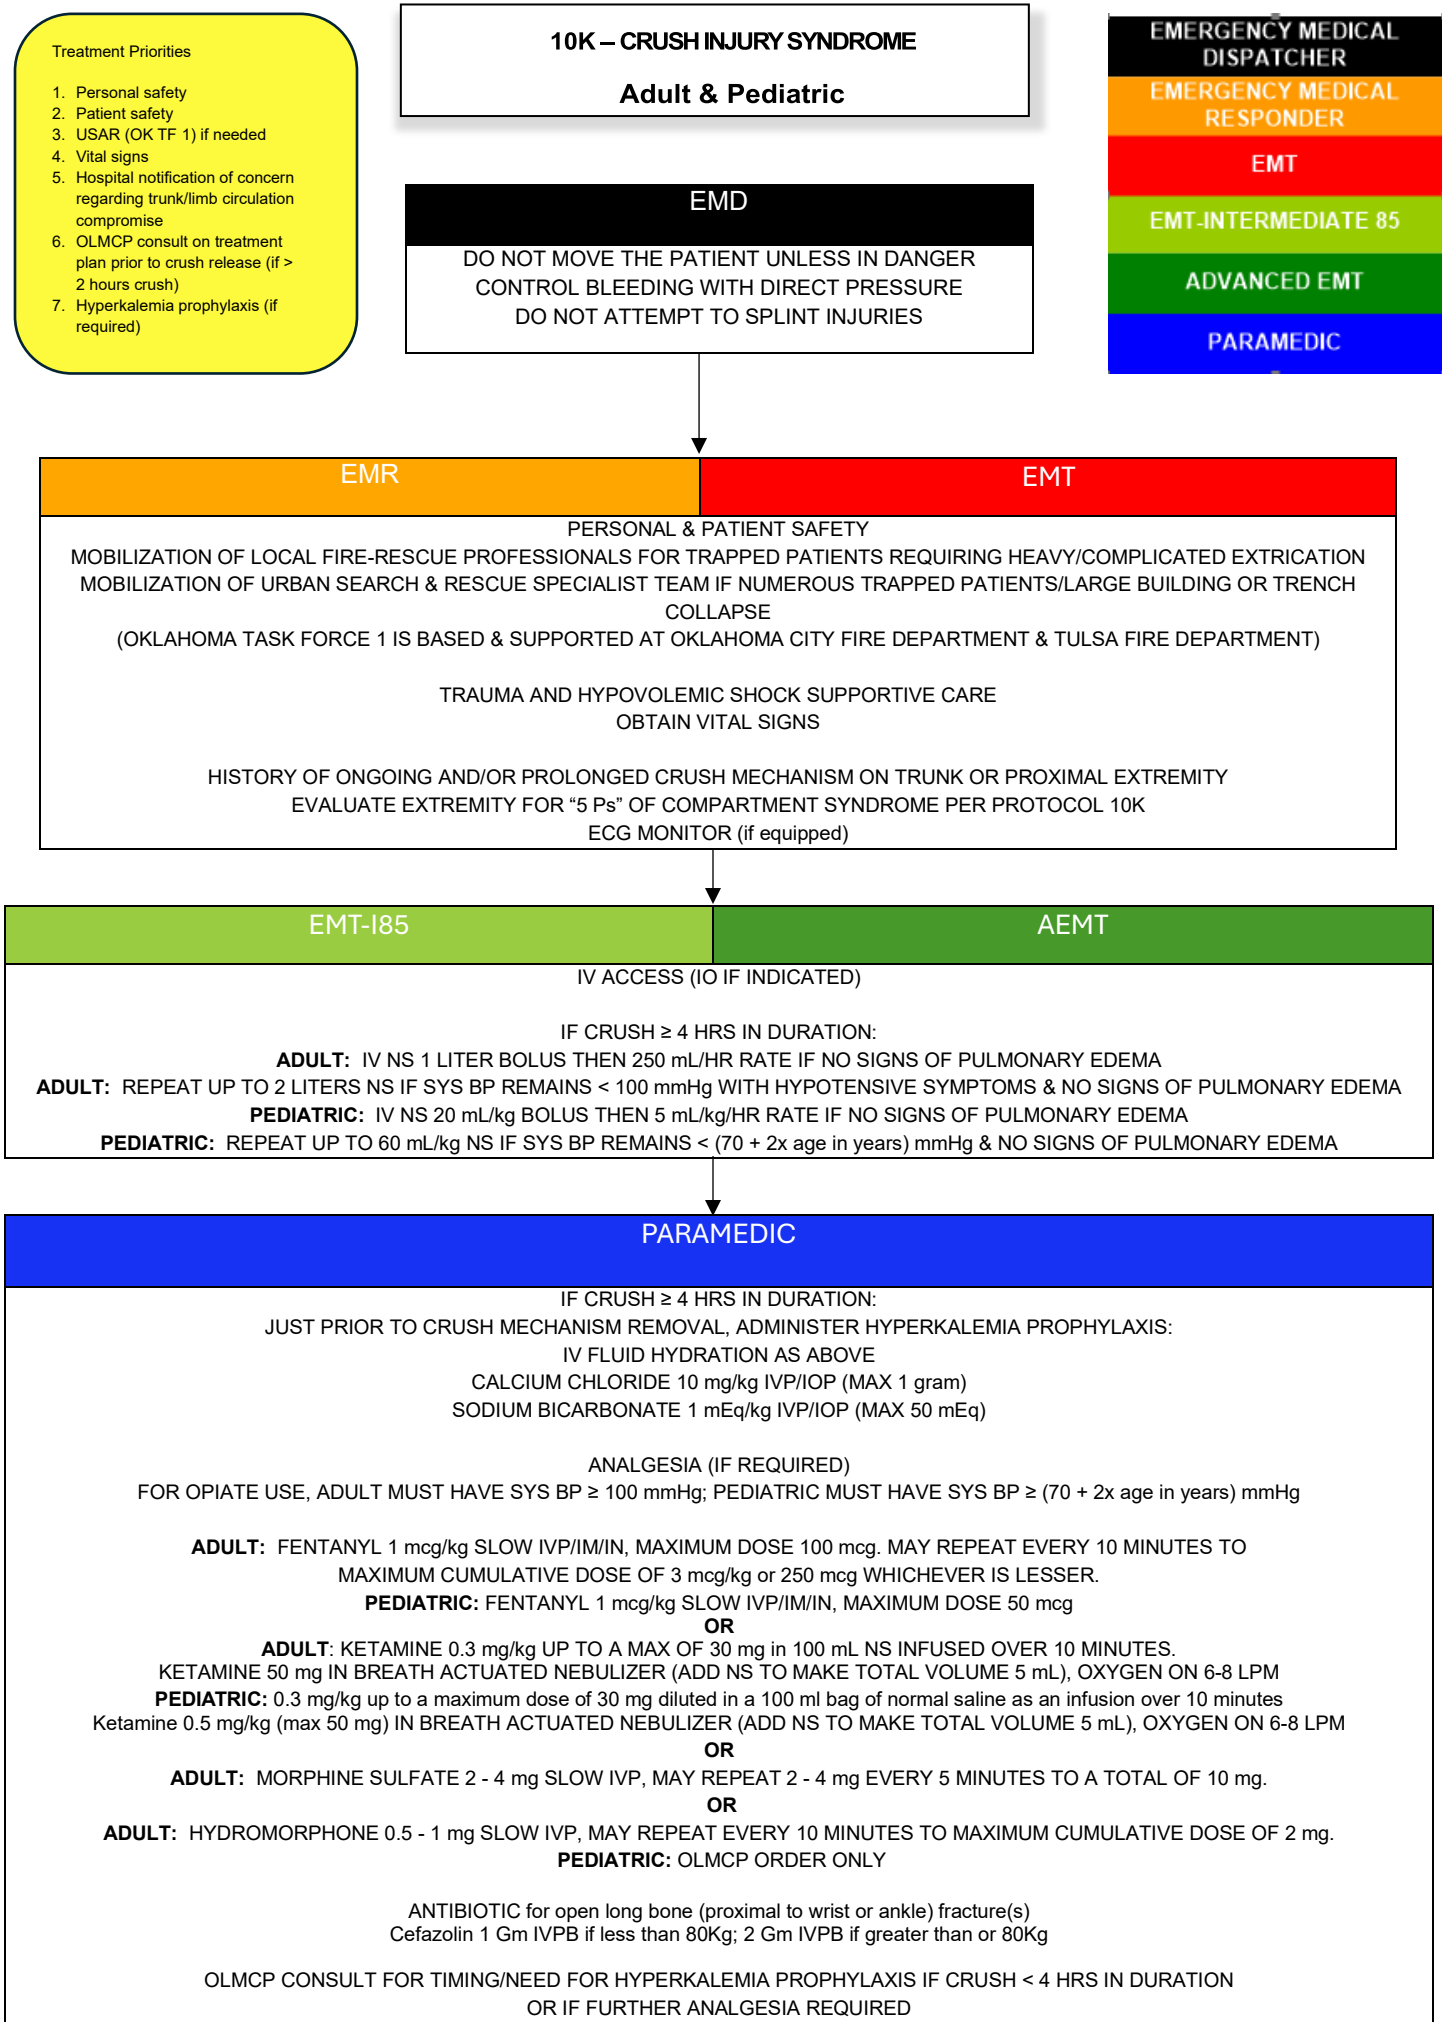 Treatment Priorities
1. Personal safety
2. Patient safety
3. USAR (OK TF 1) if needed
4. Vital signs
5. Hospital notification of concern
regarding trunk/limb circulation
compromise
6. OLMCP consult on treatment
plan prior to crush release (if >
2 hours crush)
7. Hyperkalemia prophylaxis (if
required)
10K – CRUSH INJURY SYNDROME
Adult & Pediatric
EMERGENCY MEDICAL
DISPATCHER
EMERGENCY MEDICAL
RESPONDER
EMT
EMT-INTERMEDIATE 85
ADVANCED EMT
PARAMEDIC
EMD
DO NOT MOVE THE PATIENT UNLESS IN DANGER
CONTROL BLEEDING WITH DIRECT PRESSURE
DO NOT ATTEMPT TO SPLINT INJURIES
EMR
EMT
PERSONAL & PATIENT SAFETY
MOBILIZATION OF LOCAL FIRE-RESCUE PROFESSIONALS FOR TRAPPED PATIENTS REQUIRING HEAVY/COMPLICATED EXTRICATION
MOBILIZATION OF URBAN SEARCH & RESCUE SPECIALIST TEAM IF NUMEROUS TRAPPED PATIENTS/LARGE BUILDING OR TRENCH
COLLAPSE
(OKLAHOMA TASK FORCE 1 IS BASED & SUPPORTED AT OKLAHOMA CITY FIRE DEPARTMENT & TULSA FIRE DEPARTMENT)
TRAUMA AND HYPOVOLEMIC SHOCK SUPPORTIVE CARE
OBTAIN VITAL SIGNS
HISTORY OF ONGOING AND/OR PROLONGED CRUSH MECHANISM ON TRUNK OR PROXIMAL EXTREMITY
EVALUATE EXTREMITY FOR “5 Ps” OF COMPARTMENT SYNDROME PER PROTOCOL 10K
ECG MONITOR (if equipped)
EMT-I85
AEMT
IV ACCESS (IO IF INDICATED)
IF CRUSH ≥ 4 HRS IN DURATION:
ADULT: IV NS 1 LITER BOLUS THEN 250 mL/HR RATE IF NO SIGNS OF PULMONARY EDEMA
ADULT: REPEAT UP TO 2 LITERS NS IF SYS BP REMAINS < 100 mmHg WITH HYPOTENSIVE SYMPTOMS & NO SIGNS OF PULMONARY EDEMA
PEDIATRIC: IV NS 20 mL/kg BOLUS THEN 5 mL/kg/HR RATE IF NO SIGNS OF PULMONARY EDEMA
PEDIATRIC: REPEAT UP TO 60 mL/kg NS IF SYS BP REMAINS < (70 + 2x age in years) mmHg & NO SIGNS OF PULMONARY EDEMA
PARAMEDIC
IF CRUSH ≥ 4 HRS IN DURATION:
JUST PRIOR TO CRUSH MECHANISM REMOVAL, ADMINISTER HYPERKALEMIA PROPHYLAXIS:
IV FLUID HYDRATION AS ABOVE
CALCIUM CHLORIDE 10 mg/kg IVP/IOP (MAX 1 gram)
SODIUM BICARBONATE 1 mEq/kg IVP/IOP (MAX 50 mEq)
ANALGESIA (IF REQUIRED)
FOR OPIATE USE, ADULT MUST HAVE SYS BP ≥ 100 mmHg; PEDIATRIC MUST HAVE SYS BP ≥ (70 + 2x age in years) mmHg
ADULT: FENTANYL 1 mcg/kg SLOW IVP/IM/IN, MAXIMUM DOSE 100 mcg. MAY REPEAT EVERY 10 MINUTES TO
MAXIMUM CUMULATIVE DOSE OF 3 mcg/kg or 250 mcg WHICHEVER IS LESSER.
PEDIATRIC: FENTANYL 1 mcg/kg SLOW IVP/IM/IN, MAXIMUM DOSE 50 mcg
OR
ADULT: KETAMINE 0.3 mg/kg UP TO A MAX OF 30 mg in 100 mL NS INFUSED OVER 10 MINUTES.
KETAMINE 50 mg IN BREATH ACTUATED NEBULIZER (ADD NS TO MAKE TOTAL VOLUME 5 mL), OXYGEN ON 6-8 LPM
PEDIATRIC: 0.3 mg/kg up to a maximum dose of 30 mg diluted in a 100 ml bag of normal saline as an infusion over 10 minutes
Ketamine 0.5 mg/kg (max 50 mg) IN BREATH ACTUATED NEBULIZER (ADD NS TO MAKE TOTAL VOLUME 5 mL), OXYGEN ON 6-8 LPM
OR
ADULT: MORPHINE SULFATE 2 - 4 mg SLOW IVP, MAY REPEAT 2 - 4 mg EVERY 5 MINUTES TO A TOTAL OF 10 mg.
OR
ADULT: HYDROMORPHONE 0.5 - 1 mg SLOW IVP, MAY REPEAT EVERY 10 MINUTES TO MAXIMUM CUMULATIVE DOSE OF 2 mg.
PEDIATRIC: OLMCP ORDER ONLY
ANTIBIOTIC for open long bone (proximal to wrist or ankle) fracture(s)
Cefazolin 1 Gm IVPB if less than 80Kg; 2 Gm IVPB if greater than or 80Kg
OLMCP CONSULT FOR TIMING/NEED FOR HYPERKALEMIA PROPHYLAXIS IF CRUSH < 4 HRS IN DURATION
OR IF FURTHER ANALGESIA REQUIRED